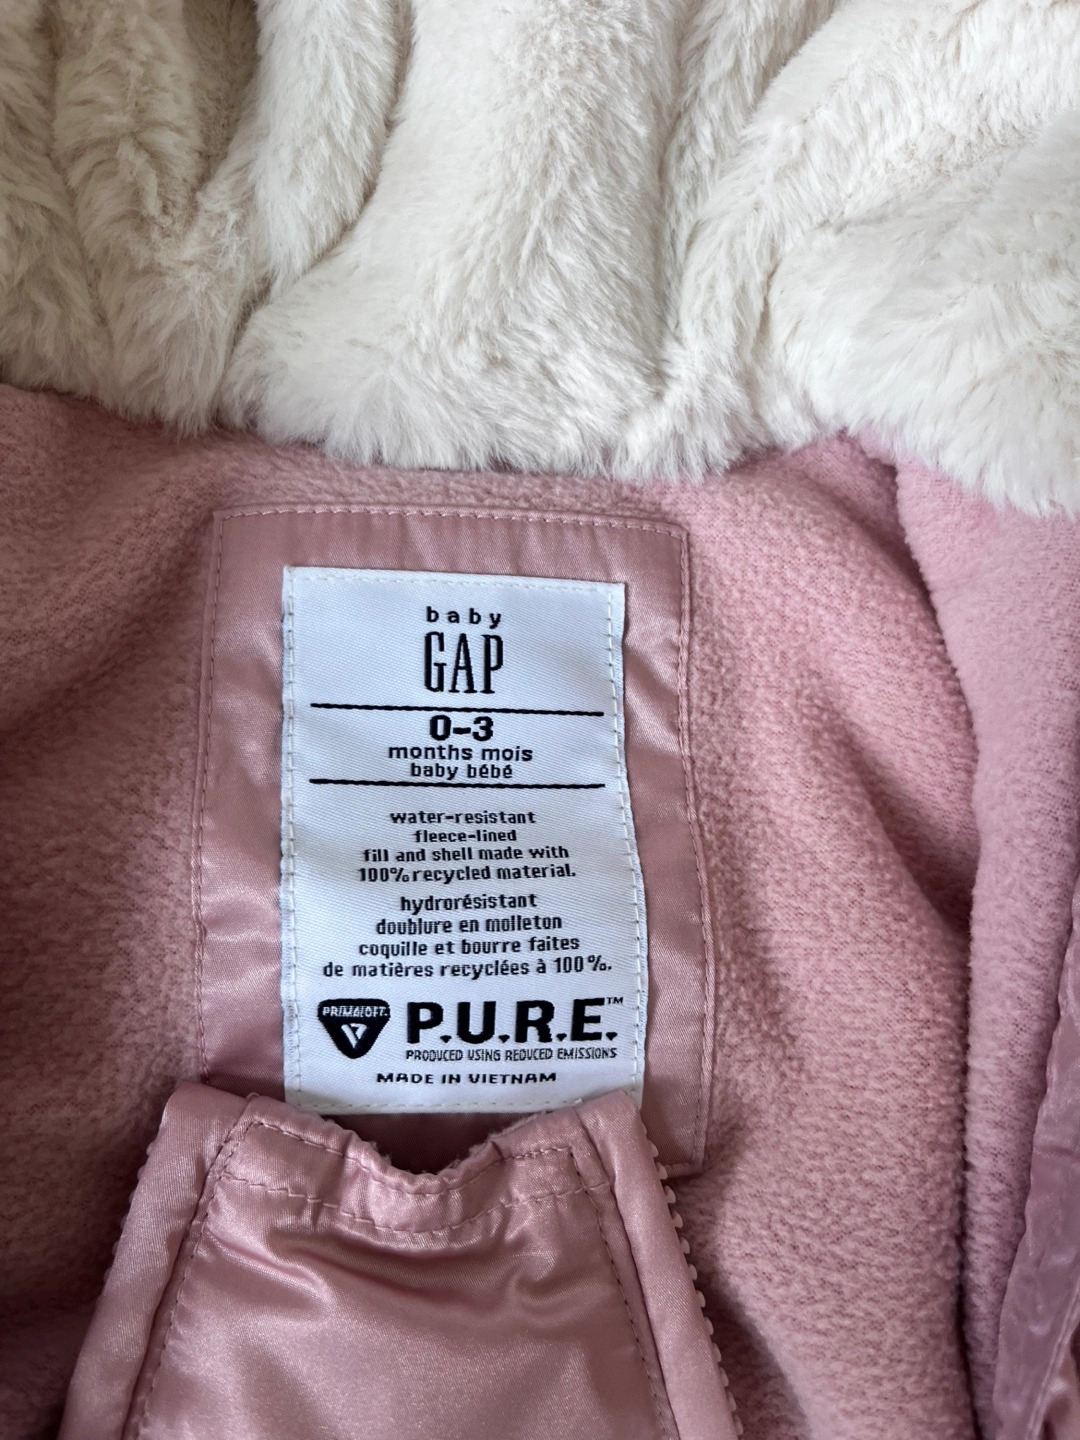 baby
GAP
0-3
months mois
baby bébé
water-resistant
fleece-lined
fill and shell made with
100% recycled material.
hydrorésistant
doublure en molleton
coquille et bourre faites
de matières recyclées à 100%.
PRIMALOFT
P.U.R.E.™
PRODUCED USING REDUCED EMISSIONS
MADE IN VIETNAM